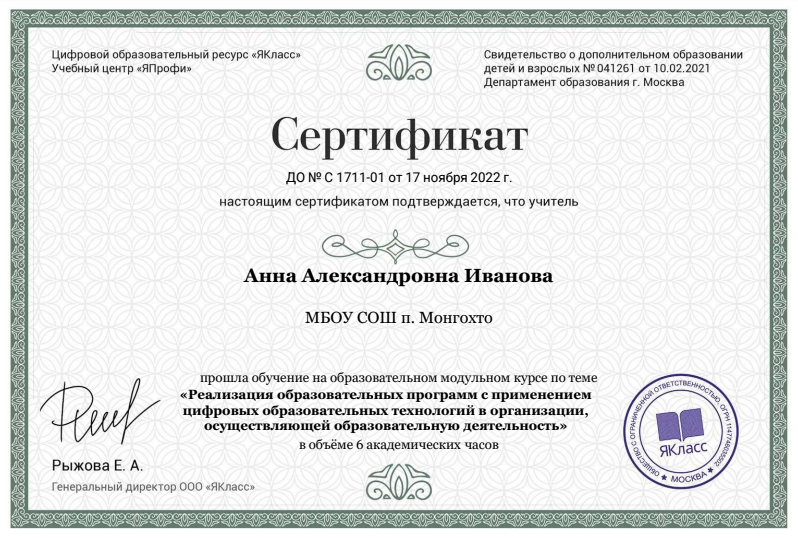 Цифровой образовательный ресурс «ЯКласс»
Учебный центр «ЯПрофи»
Свидетельство о дополнительном образовании
детей и взрослых № 041261 от 10.02.2021
Департамент образования г. Москва
Сертификат
ДО № С 1711-01 от 17 ноября 2022 г.
настоящим сертификатом подтверждается, что учитель
Анна Александровна Иванова
МБОУ СОШ п. Монгохто
прошла обучение на образовательном модульном курсе по теме
«Реализация образовательных программ с применением
цифровых образовательных технологий в организации,
осуществляющей образовательную деятельность»
в объёме 6 академических часов
Рыжова Е. А.
Генеральный директор ООО «ЯКласс»
ОБЩЕСТВО С ОГРАНИЧЕННОЙ ОТВЕТСТВЕННОСТЬЮ, ОГРН
ЯКласс
МОСКВА